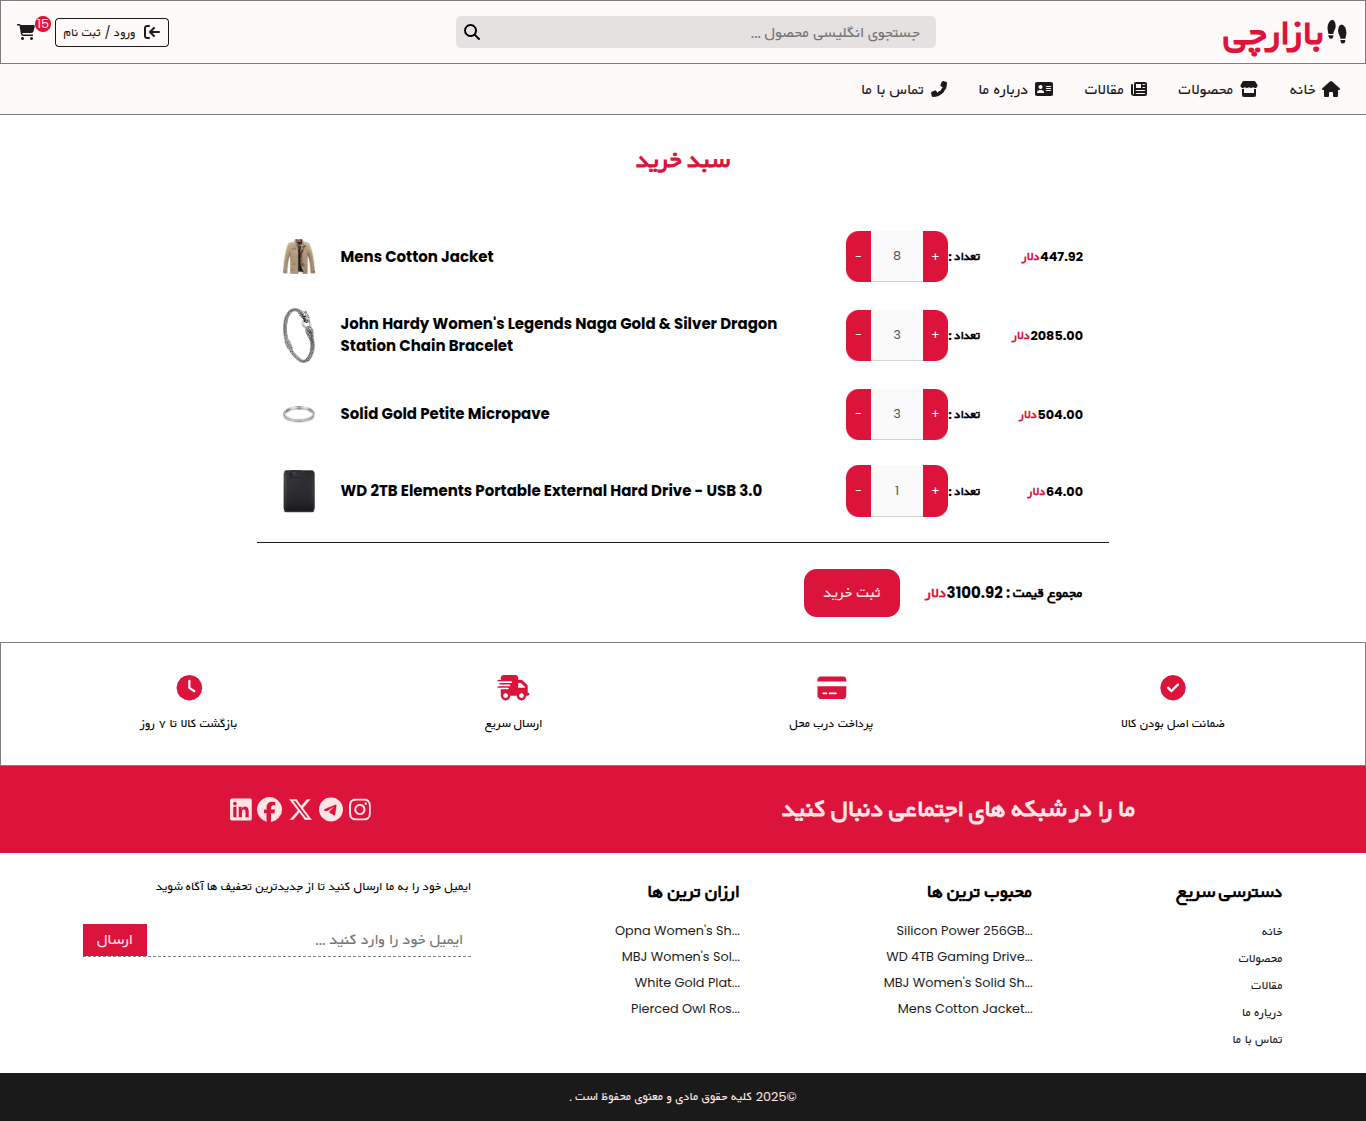 بازارچی
جستجوی انگلیسی محصول ...
ورود / ثبت نام
15
خانه
محصولات
مقالات
درباره ما
تماس با ما
سبد خرید
Mens Cotton Jacket
- 8 +
تعداد :
447.92دلار
John Hardy Women's Legends Naga Gold & Silver Dragon
Station Chain Bracelet
- 3 +
تعداد :
2085.00دلار
Solid Gold Petite Micropave
- 3 +
تعداد :
504.00دلار
WD 2TB Elements Portable External Hard Drive - USB 3.0
- 1 +
تعداد :
64.00دلار
مجموع قیمت : 3100.92دلار
ثبت خرید
ضمانت اصل بودن کالا
پرداخت درب محل
ارسال سریع
بازگشت کالا تا ۷ روز
ما را در شبکه های اجتماعی دنبال کنید
دسترسی سریع
خانه
محصولات
مقالات
درباره ما
تماس با ما
محبوب ترین ها
Silicon Power 256GB...
WD 4TB Gaming Drive...
MBJ Women's Solid Sh...
Mens Cotton Jacket...
ارزان ترین ها
Opna Women's Sh...
MBJ Women's Sol...
White Gold Plat...
Pierced Owl Ros...
ایمیل خود را به ما ارسال کنید تا از جدیدترین تخفیف ها آگاه شوید
ایمیل خود را وارد کنید ...
ارسال
©2025 کلیه حقوق مادی و معنوی محفوظ است .